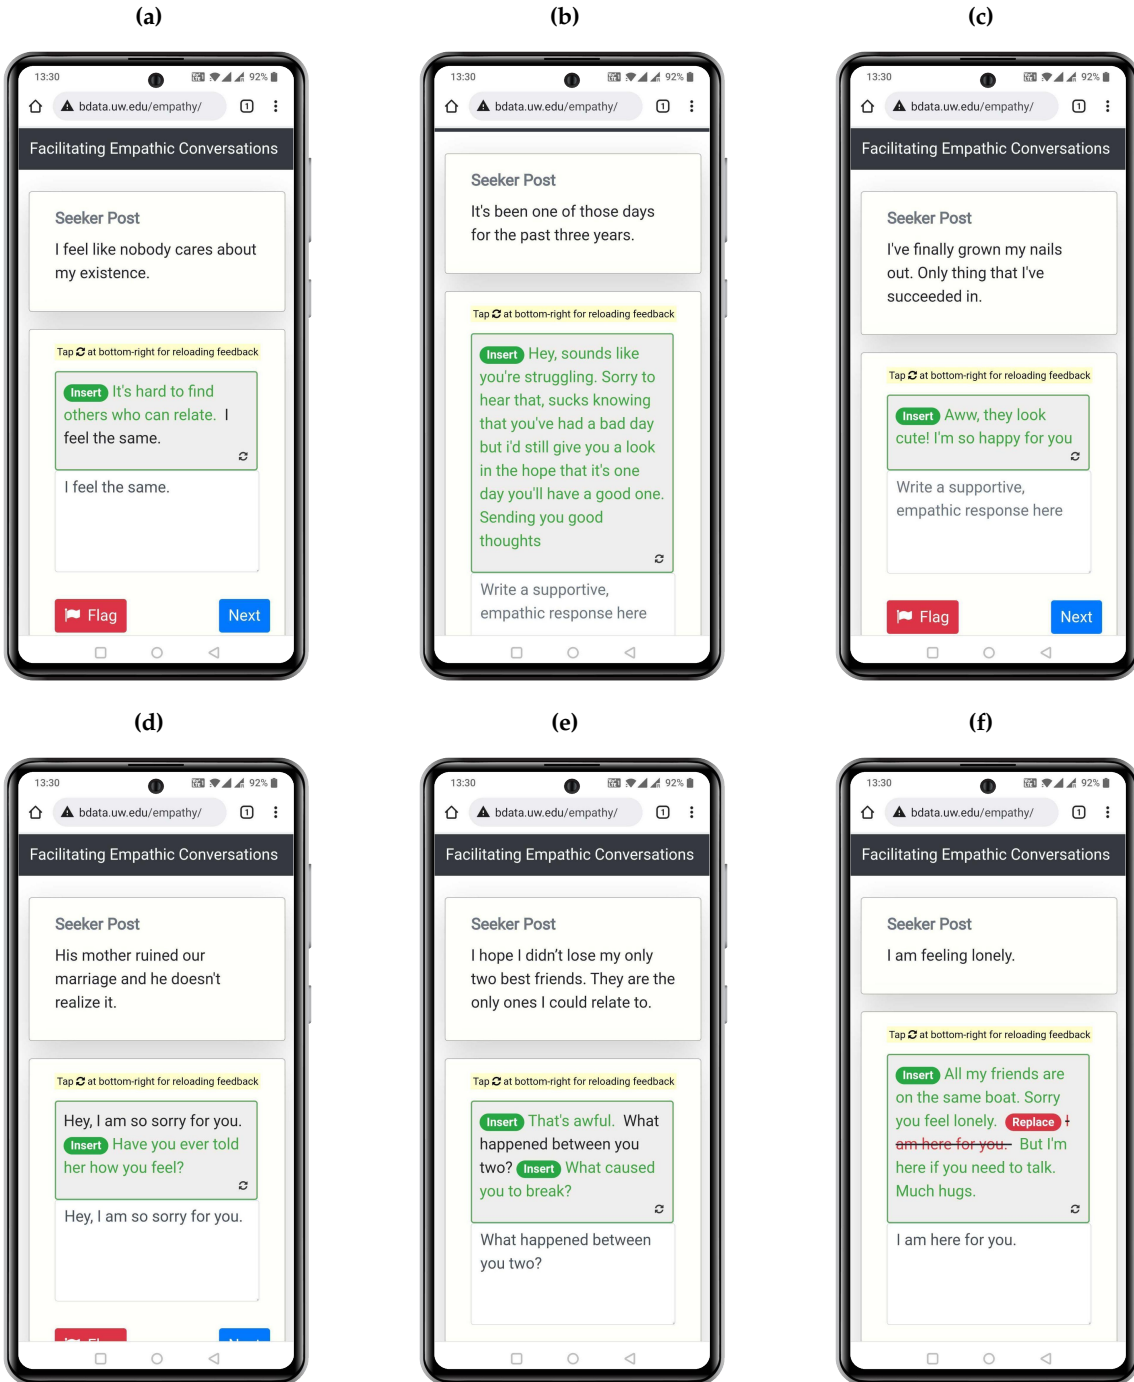 (a)
13:30
92%
bdata.uw.edu/empathy/
1
Facilitating Empathic Conversations
Seeker Post
I feel like nobody cares about
my existence.
Tap at bottom-right for reloading feedback
Insert It's hard to find
others who can relate. I
feel the same.
I feel the same.
Flag
Next
(b)
13:30
92%
bdata.uw.edu/empathy/
1
Seeker Post
It's been one of those days
for the past three years.
Tap at bottom-right for reloading feedback
Insert Hey, sounds like
you're struggling. Sorry to
hear that, sucks knowing
that you've had a bad day
but i'd still give you a look
in the hope that it's one
day you'll have a good one.
Sending you good
thoughts
Write a supportive,
empathic response here
(c)
13:30
92%
bdata.uw.edu/empathy/
1
Facilitating Empathic Conversations
Seeker Post
I've finally grown my nails
out. Only thing that I've
succeeded in.
Tap at bottom-right for reloading feedback
Insert Aww, they look
cute! I'm so happy for you
Write a supportive,
empathic response here
Flag
Next
(d)
13:30
92%
bdata.uw.edu/empathy/
1
Facilitating Empathic Conversations
Seeker Post
His mother ruined our
marriage and he doesn't
realize it.
Tap at bottom-right for reloading feedback
Hey, I am so sorry for you.
Insert Have you ever told
her how you feel?
Hey, I am so sorry for you.
(e)
13:30
92%
bdata.uw.edu/empathy/
1
Facilitating Empathic Conversations
Seeker Post
I hope I didn’t lose my only
two best friends. They are the
only ones I could relate to.
Tap at bottom-right for reloading feedback
Insert That's awful. What
happened between you
two? Insert What caused
you to break?
What happened between
you two?
(f)
13:30
92%
bdata.uw.edu/empathy/
1
Facilitating Empathic Conversations
Seeker Post
I am feeling lonely.
Tap at bottom-right for reloading feedback
Insert All my friends are
on the same boat. Sorry
you feel lonely. Replace I
am here for you. But I'm
here if you need to talk.
Much hugs.
I am here for you.